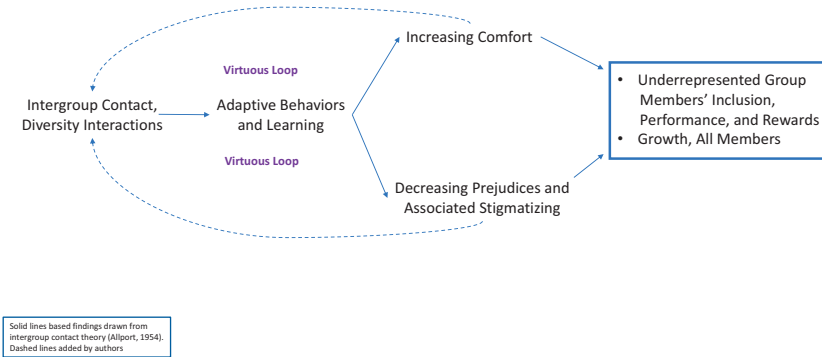 Increasing Comfort
Virtuous Loop
Intergroup Contact,
Diversity Interactions
Adaptive Behaviors
and Learning
• Underrepresented Group
Members’ Inclusion,
Performance, and Rewards
• Growth, All Members
Virtuous Loop
Decreasing Prejudices and
Associated Stigmatizing
Solid lines based findings drawn from
intergroup contact theory (Allport, 1954).
Dashed lines added by authors